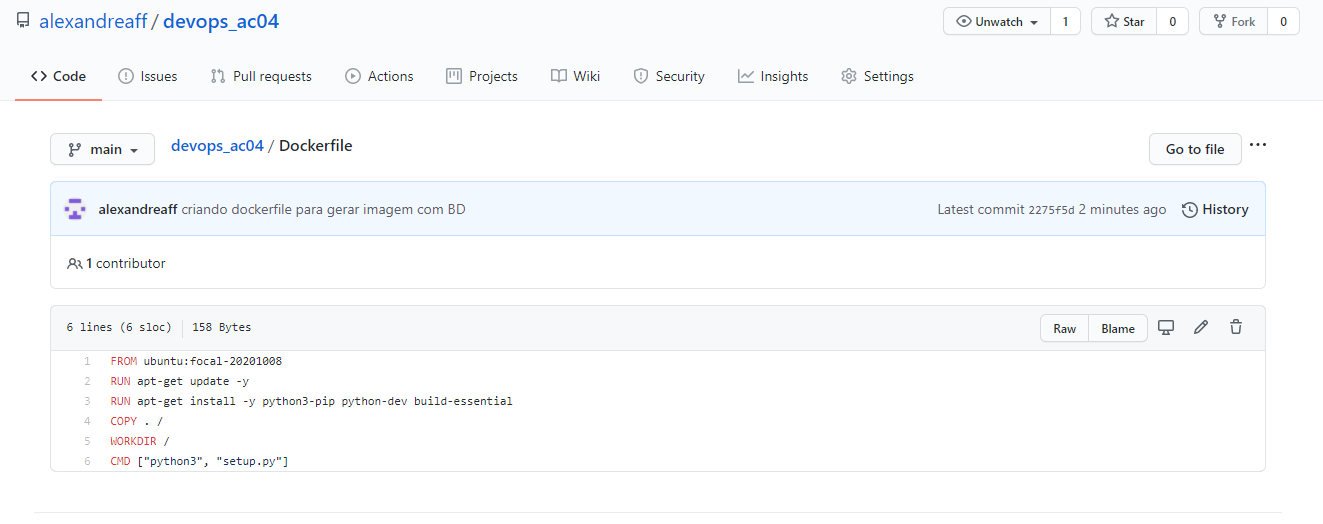 alexandreaff / devops_ac04
Unwatch 1 Star 0 Fork 0
Code Issues Pull requests Actions Projects Wiki Security Insights Settings
main devops_ac04 / Dockerfile Go to file ...
alexandreaff criando dockerfile para gerar imagem com BD Latest commit 2275f5d 2 minutes ago History
1 contributor
6 lines (6 sloc) 158 Bytes Raw Blame
1 FROM ubuntu:focal-20201008
2 RUN apt-get update -y
3 RUN apt-get install -y python3-pip python-dev build-essential
4 COPY . /
5 WORKDIR /
6 CMD ["python3", "setup.py"]